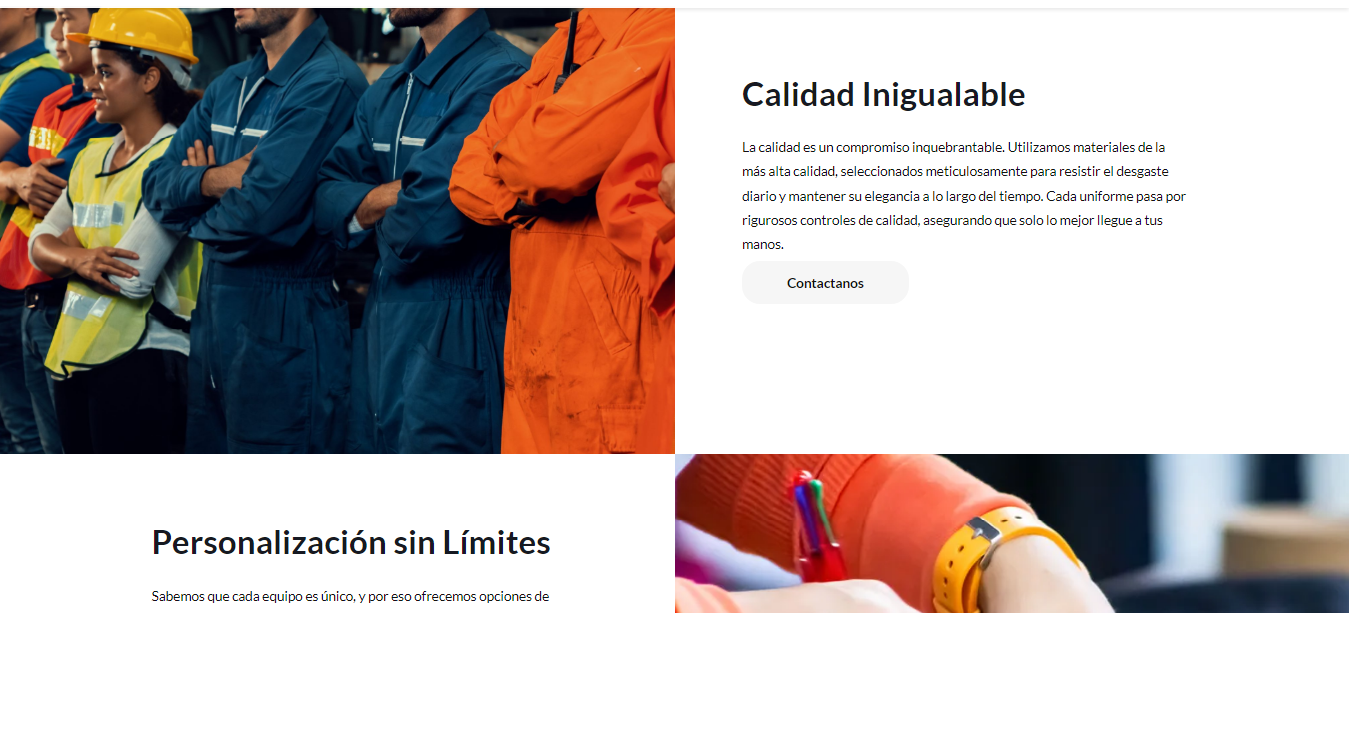 Calidad Inigualable
La calidad es un compromiso inquebrantable. Utilizamos materiales de la
más alta calidad, seleccionados meticulosamente para resistir el desgaste
diario y mantener su elegancia a lo largo del tiempo. Cada uniforme pasa por
rigurosos controles de calidad, asegurando que solo lo mejor llegue a tus
manos.
Contactanos
Personalización sin Límites
Sabemos que cada equipo es único, y por eso ofrecemos opciones de